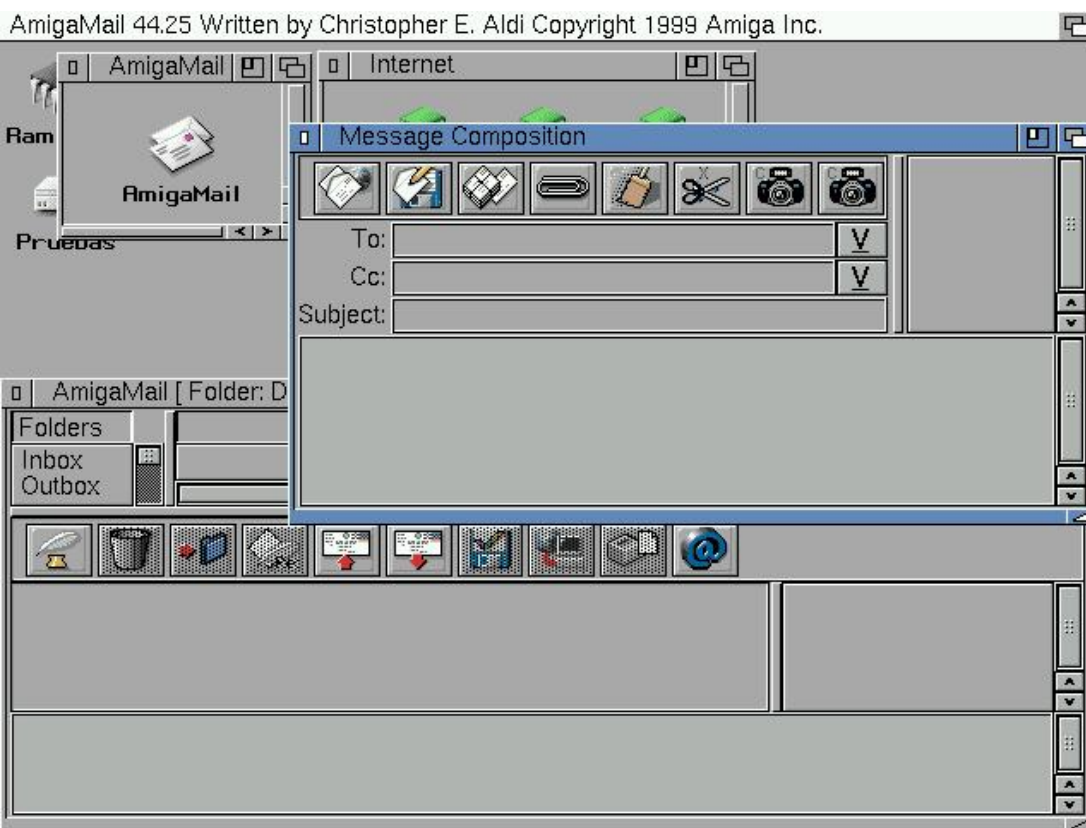 AmigaMail 44.25 Written by Christopher E. Aldi Copyright 1999 Amiga Inc.
AmigaMail
Internet
Ram
AmigaMail
Pruebas
Message Composition
To:
V
Cc:
V
Subject:
AmigaMail [ Folder: D
Folders
Inbox
Outbox